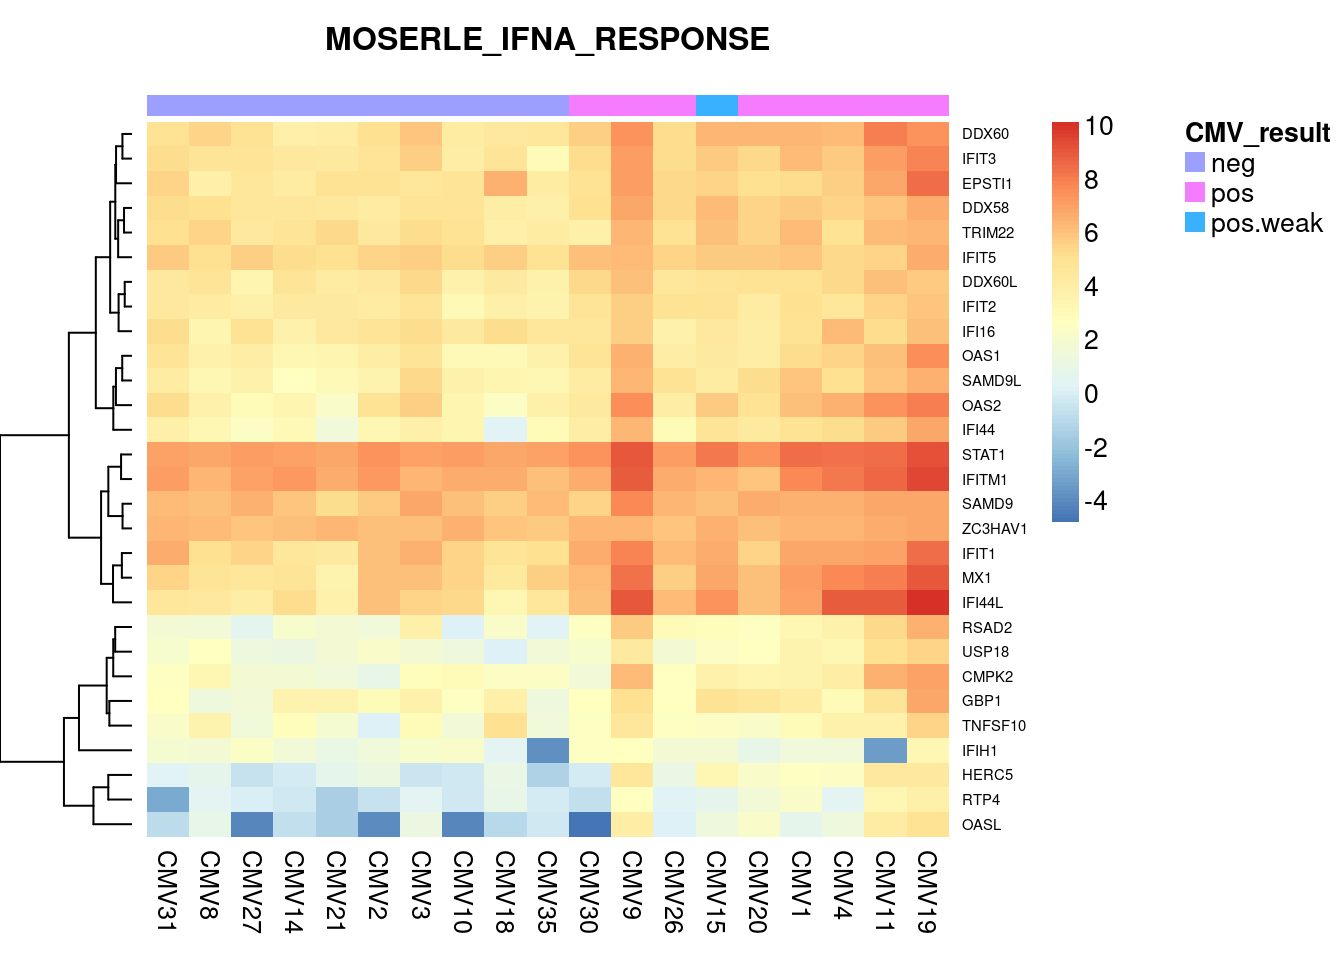 MOSERLE_IFNA_RESPONSE
CMV_result
neg
pos
pos.weak
10
8
6
4
2
0
-2
-4
DDX60
IFIT3
EPSTI1
DDX58
TRIM22
IFIT5
DDX60L
IFIT2
IFI16
OAS1
SAMD9L
OAS2
IFI44
STAT1
IFITM1
SAMD9
ZC3HAV1
IFIT1
MX1
IFI44L
RSAD2
USP18
CMPK2
GBP1
TNFSF10
IFIH1
HERC5
RTP4
OASL
CMV31
CMV8
CMV27
CMV14
CMV21
CMV2
CMV3
CMV10
CMV18
CMV35
CMV30
CMV9
CMV26
CMV15
CMV20
CMV1
CMV4
CMV11
CMV19